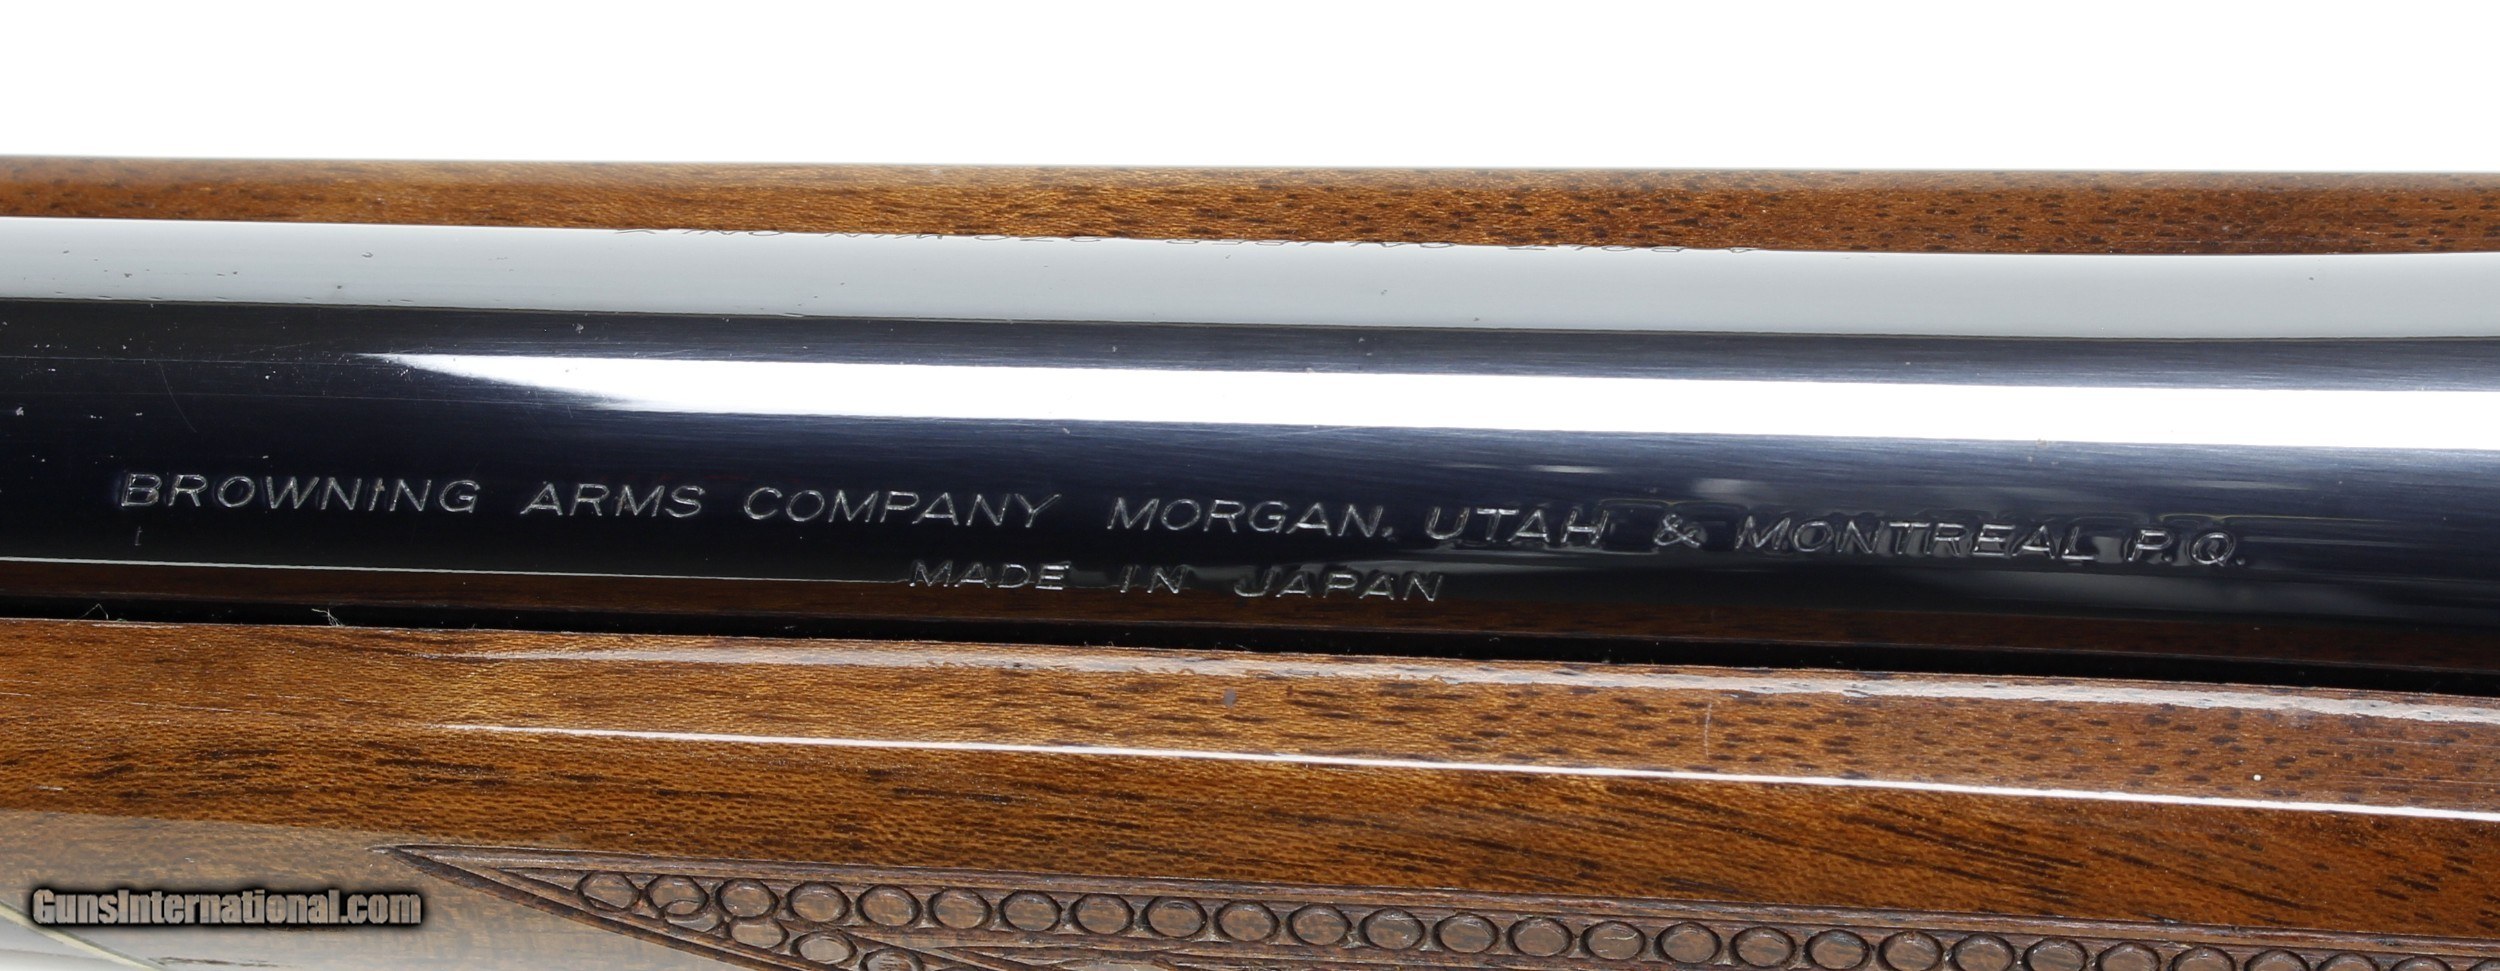 BROWNING ARMS COMPANY MORGAN, UTAH & MONTREAL P.Q.
MADE IN JAPAN
GunsInternational.com